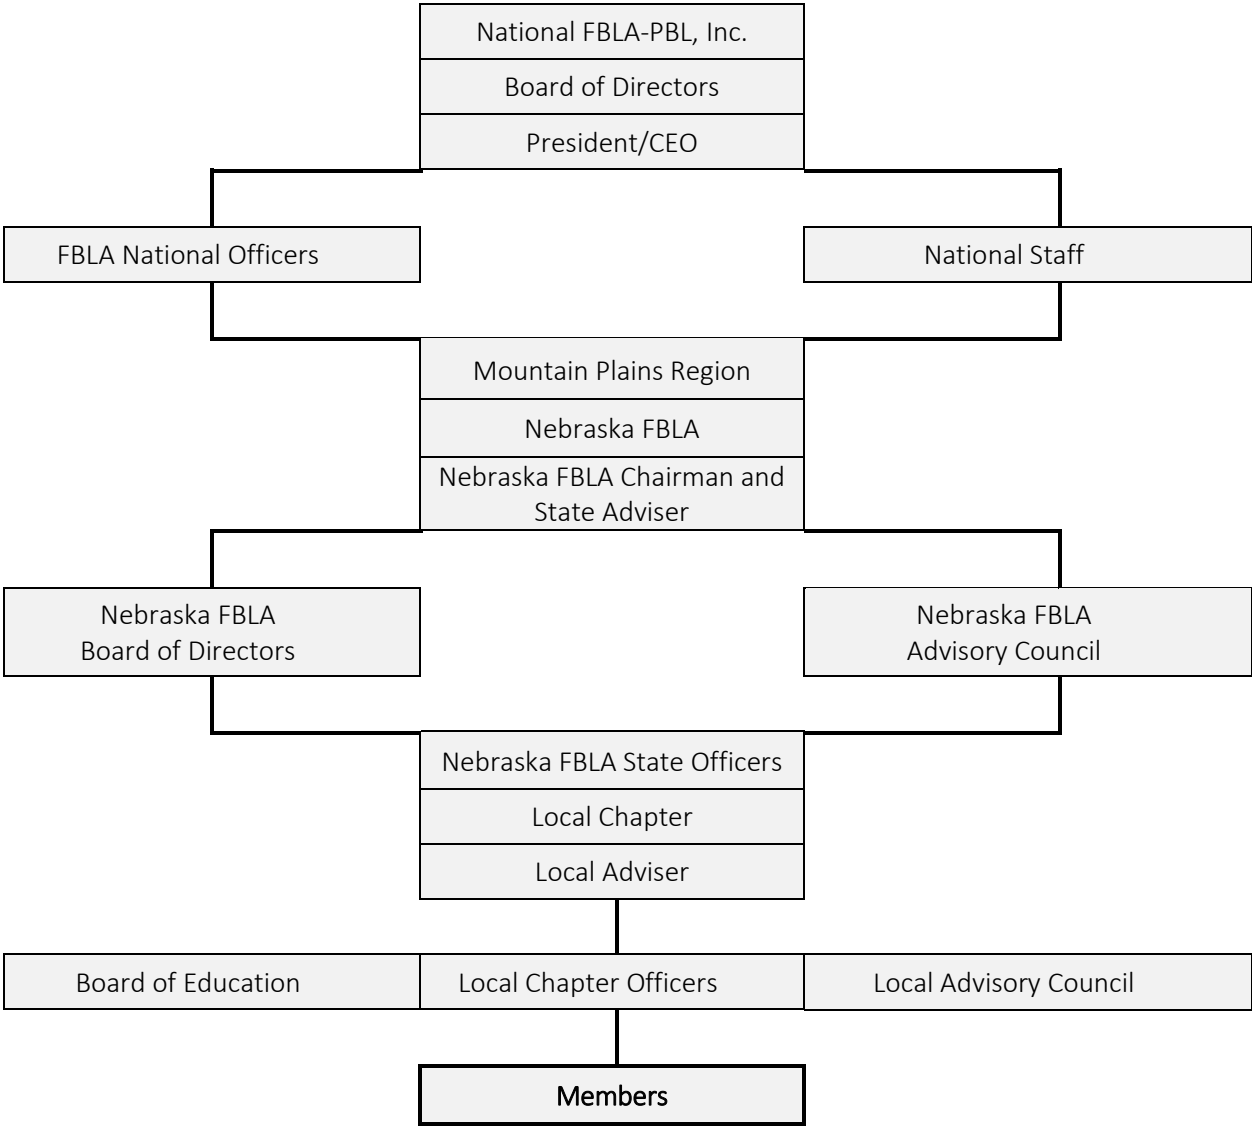 National FBLA-PBL, Inc.
Board of Directors
President/CEO
FBLA National Officers
National Staff
Mountain Plains Region
Nebraska FBLA
Nebraska FBLA Chairman and
State Adviser
Nebraska FBLA
Board of Directors
Nebraska FBLA
Advisory Council
Nebraska FBLA State Officers
Local Chapter
Local Adviser
Board of Education
Local Chapter Officers
Local Advisory Council
Members